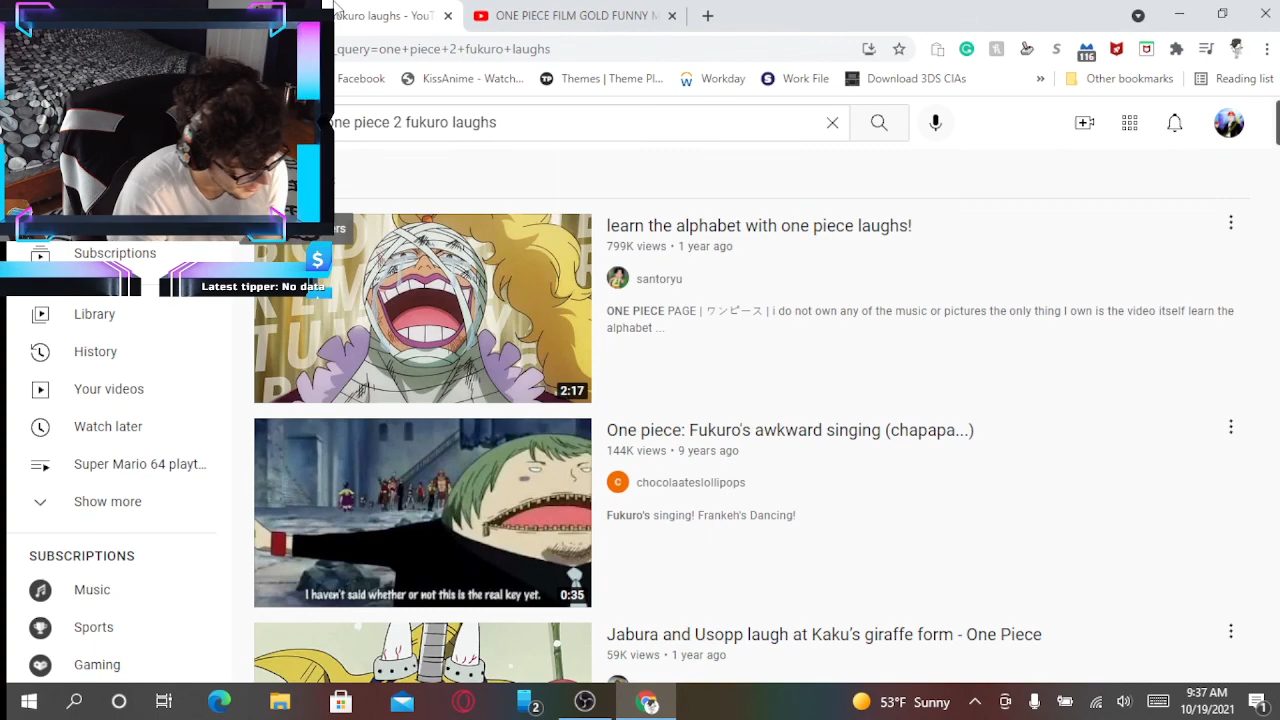 ukuro laughs - YouT
ONE PIECE FILM GOLD FUNNY M
_query=one+piece+2+fukuro+laughs
116
Facebook
KissAnime - Watch...
Themes | Theme Pl...
Workday
Work File
Download 3DS CIAs
Other bookmarks
Reading list
ne piece 2 fukuro laughs
Subscriptions
Latest tipper: No data
Library
History
Your videos
Watch later
Super Mario 64 playt...
Show more
SUBSCRIPTIONS
Music
Sports
Gaming
2:17
learn the alphabet with one piece laughs!
799K views • 1 year ago
santoryu
ONE PIECE PAGE | ワンピース | i do not own any of the music or pictures the only thing I own is the video itself learn the
alphabet ...
I haven't said whether or not this is the real key yet.
0:35
One piece: Fukuro's awkward singing (chapapa...)
144K views • 9 years ago
chocolaateslollipops
Fukuro's singing! Frankeh's Dancing!
Jabura and Usopp laugh at Kaku's giraffe form - One Piece
59K views • 1 year ago
2
53°F Sunny
9:37 AM
10/19/2021
1